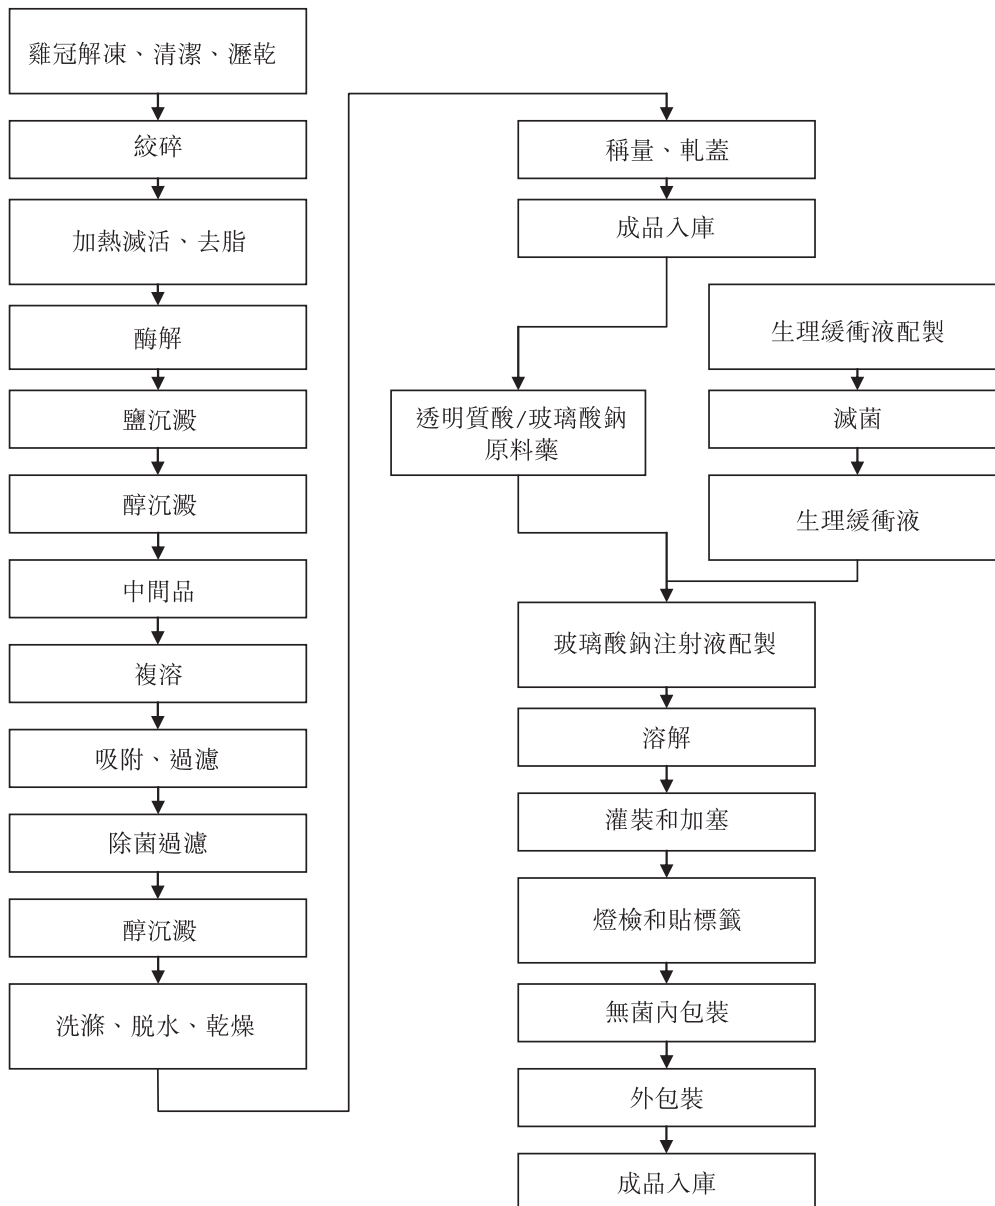 雞冠解凍、清潔、瀝乾
絞碎
加熱滅活、去脂
酶解
鹽沉澱
醇沉澱
中間品
複溶
吸附、過濾
除菌過濾
醇沉澱
洗滌、脱水、乾燥
稱量、軋蓋
成品入庫
透明質酸/玻璃酸鈉
原料藥
生理緩衝液配製
滅菌
生理緩衝液
玻璃酸鈉注射液配製
溶解
灌裝和加塞
燈檢和貼標籤
無菌內包裝
外包裝
成品入庫